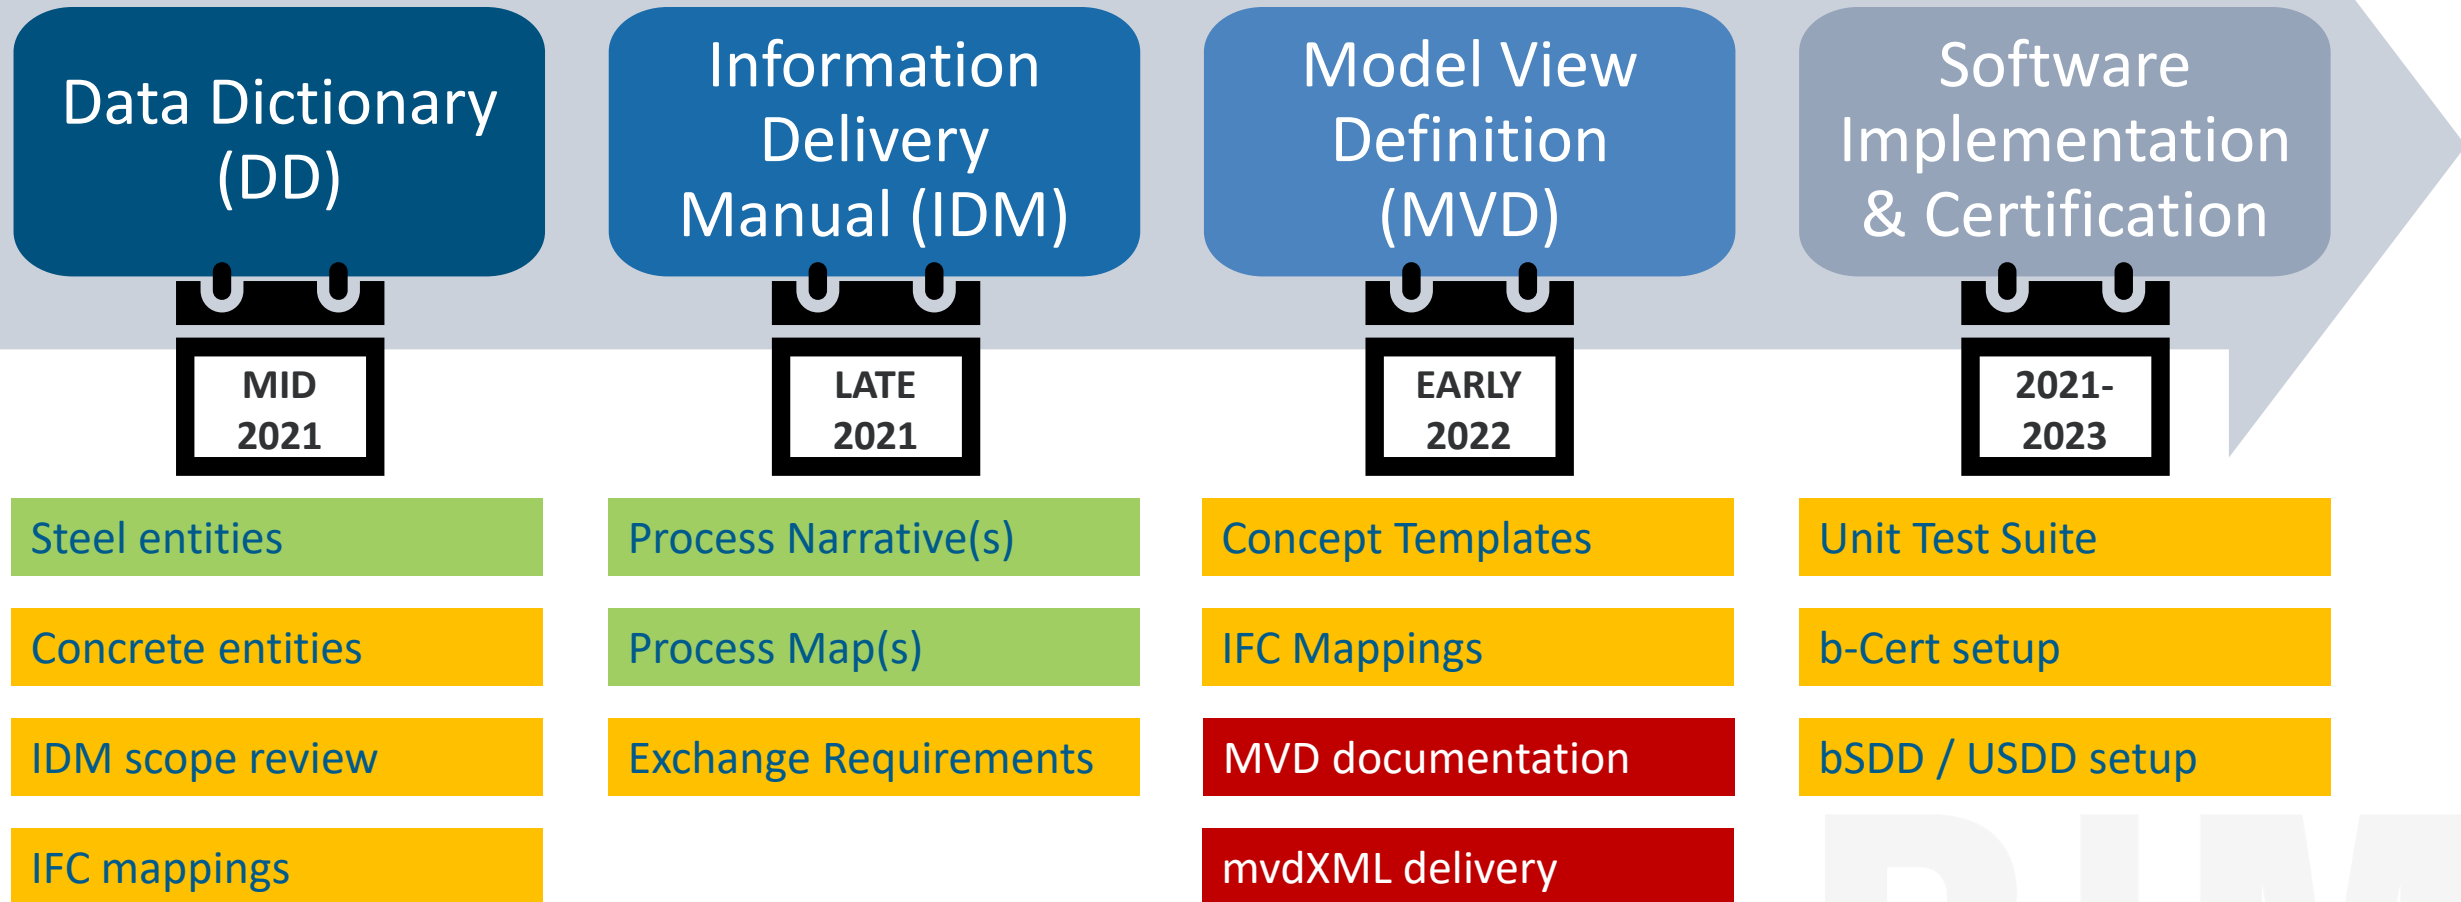 Data Dictionary
(DD)
Information
Delivery
Manual (IDM)
Model View
Definition
(MVD)
Software
Implementation
& Certification
MID
2021
LATE
2021
EARLY
2022
2021-
2023
Steel entities
Concrete entities
IDM scope review
IFC mappings
Process Narrative(s)
Process Map(s)
Exchange Requirements
Concept Templates
IFC Mappings
MVD documentation
mvdXML delivery
Unit Test Suite
b-Cert setup
bSDD / USDD setup
BIM